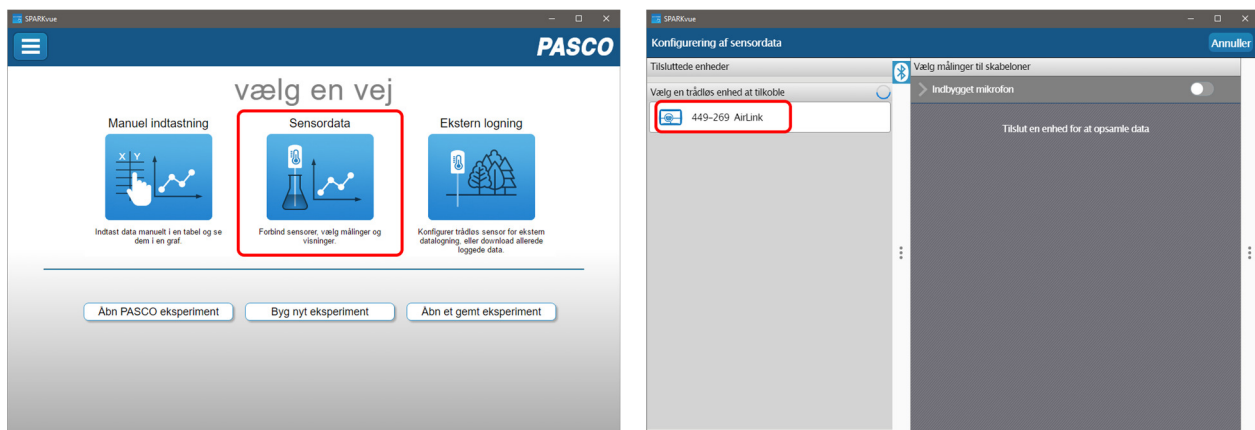 SPARKvue
PASCO
vælg en vej
Manuel indtastning
Sensordata
Ekstern logning
X Y
Indtast data manuelt i en tabel og se
dem i en graf.
Forbind sensorer, vælg målinger og
visninger.
Konfigurer trådløs sensor for ekstern
datalogning, eller download allerede
loggede data.
Åbn PASCO eksperiment
Byg nyt eksperiment
Åbn et gemt eksperiment
SPARKvue
Konfigurering af sensordata
Annuller
Tilsluttede enheder
Vælg en trådløs enhed at tilkoble
449-269 AirLink
Vælg målinger til skabeloner
Indbygget mikrofon
Tilslut en enhed for at opsamle data